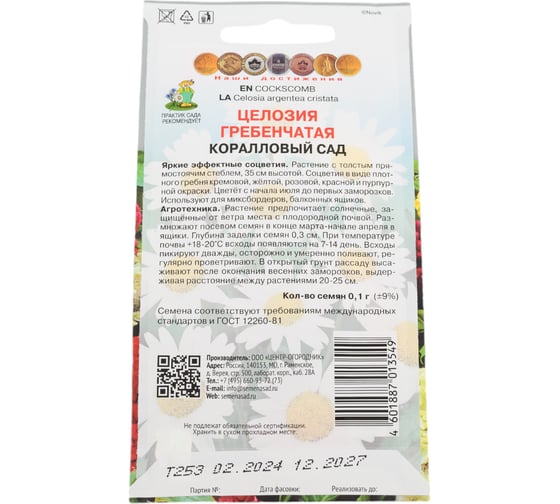 ©Novik
Наши достижения
EN COCKSCOMB
LA Celosia argentea cristata
ПРАКТИК САДА
РЕКОМЕНДУЕТ
ЦЕЛОЗИЯ
ГРЕБЕНЧАТАЯ
КОРАЛЛОВЫЙ САД
Яркие эффектные соцветия. Растение с толстым пря-
мостоячим стеблем, 35 см высотой. Соцветия в виде плот-
ного гребня кремовой, жёлтой, розовой, красной и пурпур-
ной окраски. Цветёт с начала июля до первых заморозков.
Используют для миксбордеров, балконных ящиков.
Агротехника. Растение предпочитает солнечные, за-
щищённые от ветра места с плодородной почвой. Раз-
множают посевом семян в конце марта-начале апреля в
ящики. Глубина заделки семян 0,3 см. При температуре
почвы +18-20°С всходы появляются на 7-14 день. Всходы
пикируют дважды, осторожно и умеренно поливают, ре-
гулярно проветривают. В открытый грунт рассаду выса-
живают после окончания весенних заморозков, выдер-
живая расстояние между растениями 20-25 см.
Кол-во семян 0,1 г (±9%)
Семена соответствуют требованиям международных
стандартов и ГОСТ 12260-81
Производитель: ООО «ЦЕНТР-ОГОРОДНИК»
Адрес: Россия, 140153, МО, г. Раменское,
д. Верея, стр. 500, лаборат. корп., каб. 28А
Тел.: +7 (495) 660-93-72 (73)
E-mail: info@semenasad.ru
Web: semenasad.ru
4 601887 013549
Не подлежат обязательной сертификации.
Хранить в сухом прохладном месте.
Т253 02.2024 12.2027
Партия №:
Дата фасовки:
Реализовать до: